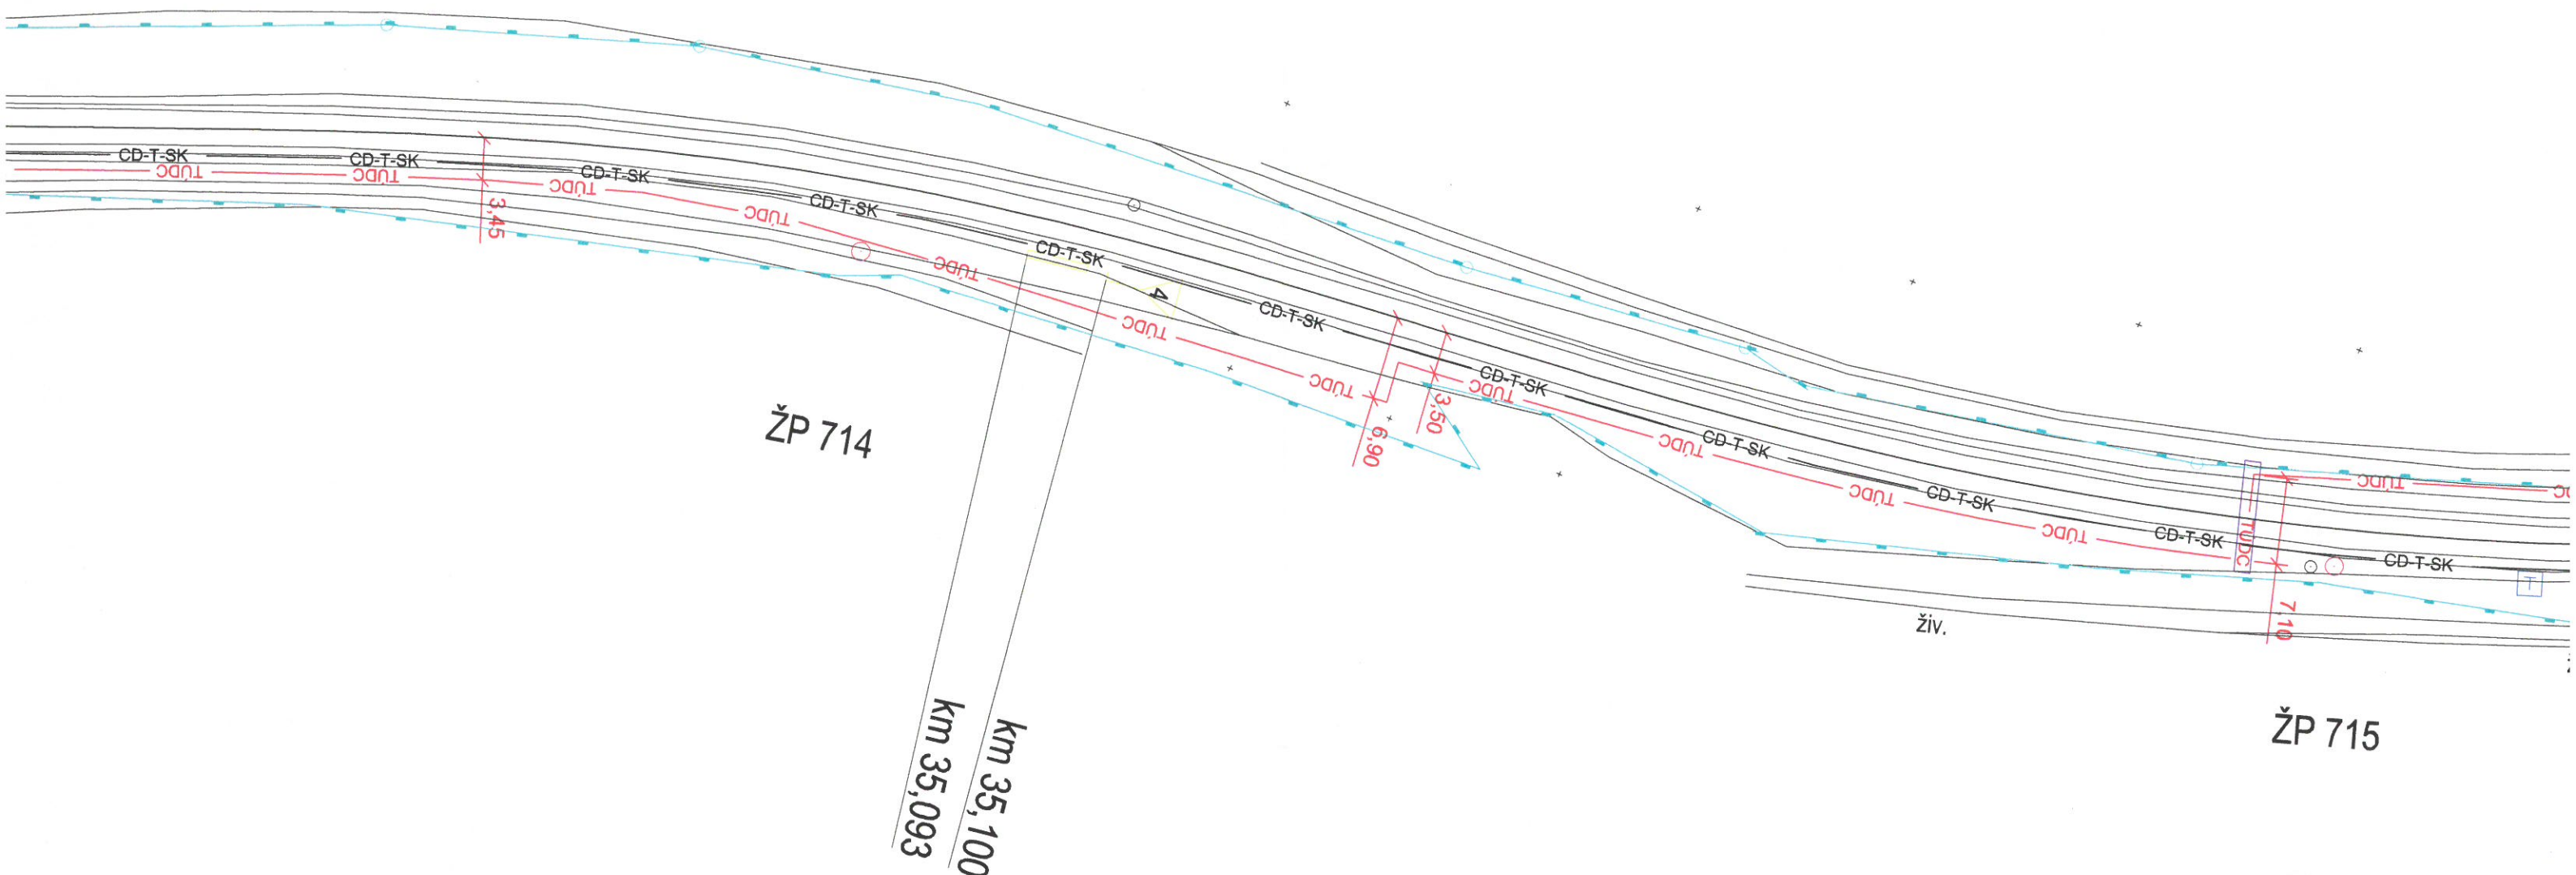 CD-T-SK
TÚDC
CD-T-SK
TÚDC
CD-T-SK
TÚDC
3,45
CD-T-SK
TÚDC
CD-T-SK
TÚDC
4
TÚDC
CD-T-SK
TÚDC
6,90
3,50
CD-T-SK
TÚDC
CD-T-SK
TÚDC
CD-T-SK
TÚDC
CD-T-SK
TÚDC
TÚDC
TÚDC
CD-T-SK
T
7,10
živ.
ŽP 714
km 35,093
km 35,100
ŽP 715